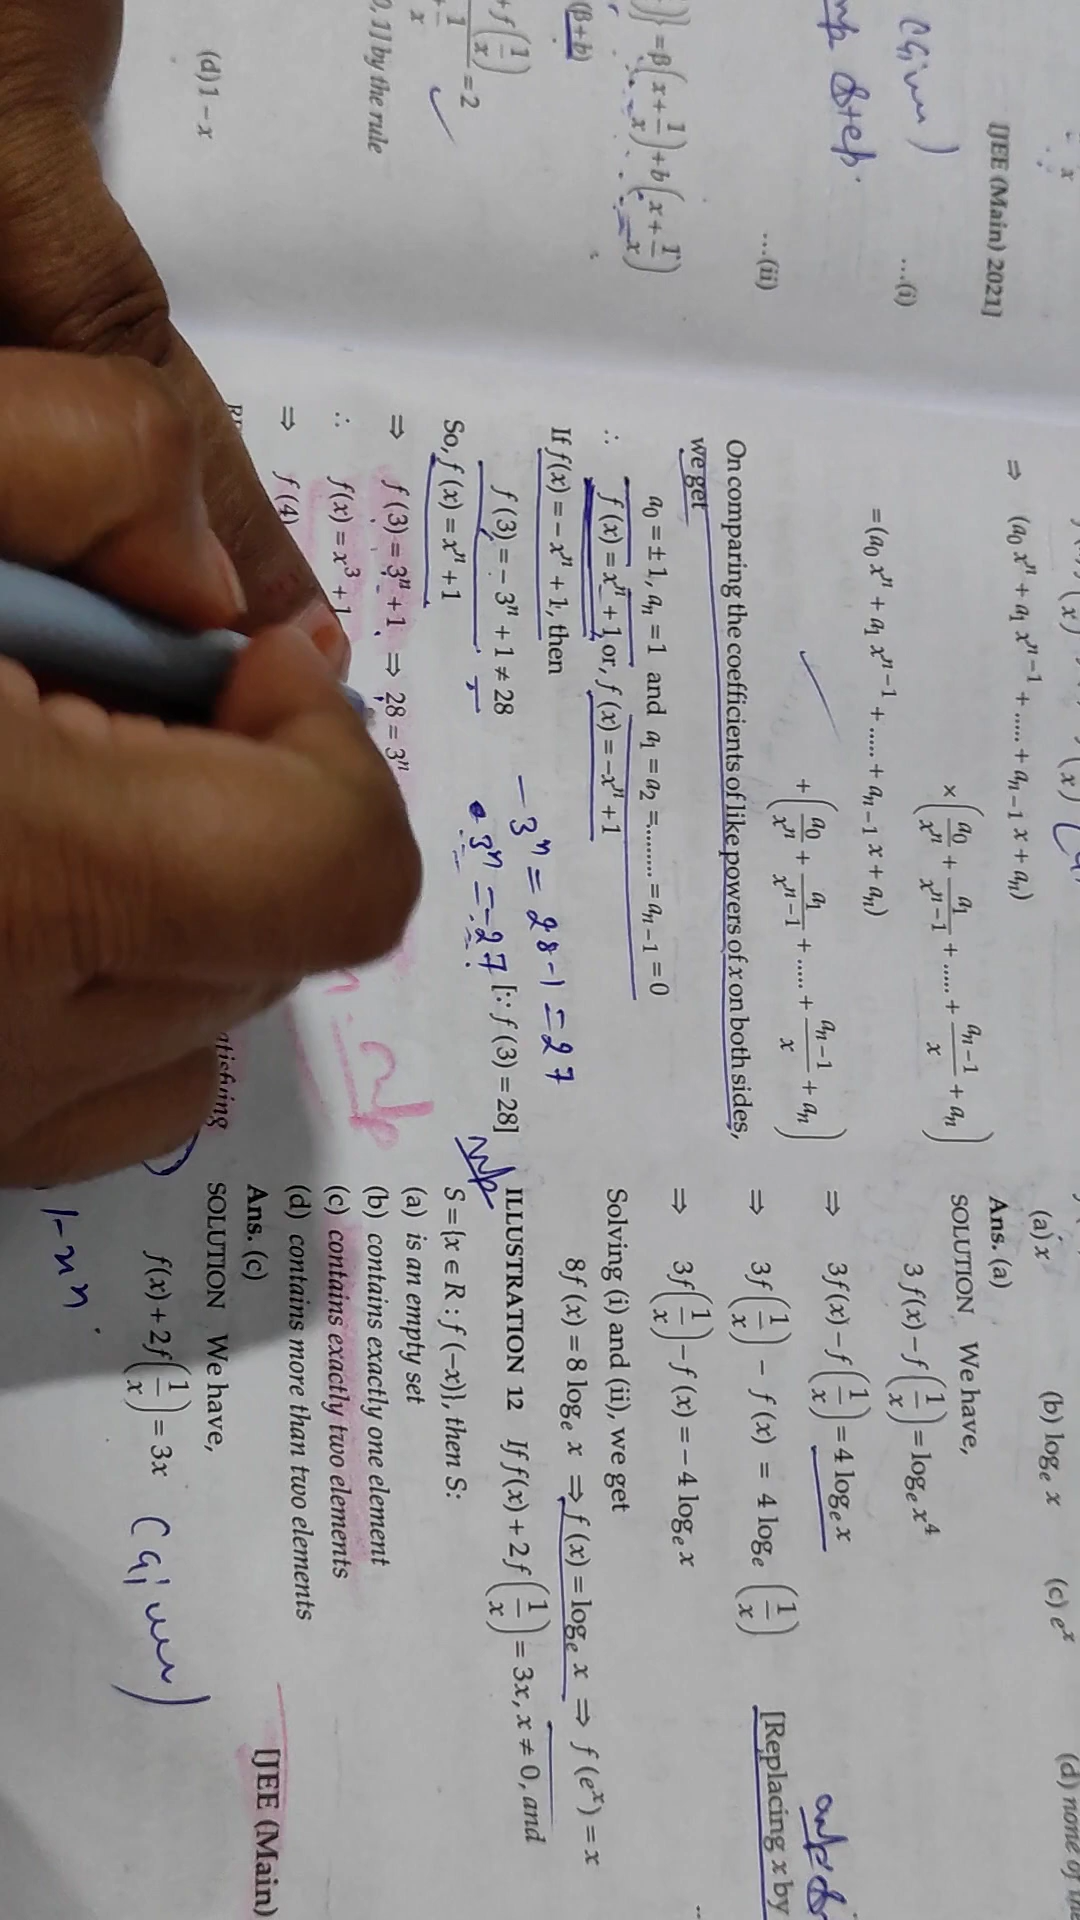 x
[JEE (Main) 2021]
...(i)
...(ii)
)}=β(x+1/x)+b(x+1/x)
(β+b)
+f(1/x)
=2
0, 1] by the rule
(d) 1-x
⇒ (a₀xⁿ + a₁xⁿ⁻¹ + ...... + aₙ₋₁x + aₙ)
×(a₀/xⁿ + a₁/xⁿ⁻¹ + ...... + aₙ₋₁/x + aₙ)
=(a₀xⁿ + a₁xⁿ⁻¹ + ...... + aₙ₋₁x + aₙ)
+(a₀/xⁿ + a₁/xⁿ⁻¹ + ...... + aₙ₋₁/x + aₙ)
On comparing the coefficients of like powers of x on both sides,
we get
a₀ = ±1, aₙ = 1 and a₁ = a₂ = ......... = aₙ₋₁ = 0
∴ f(x) = xⁿ + 1 or, f(x) = -xⁿ + 1
If f(x) = -xⁿ + 1, then
- 3ⁿ = 28-1 = 27
f(3) = -3ⁿ + 1 ≠ 28
3ⁿ = -27 [∵ f(3) = 28]
So, f(x) = xⁿ + 1
⇒ f(3) = 3ⁿ + 1 ⇒ 28 = 3ⁿ
∴ f(x) = x³ + 1
⇒ f(4)
(a) x (b) logₑ x (c) eˣ (d) none of
Ans. (a)
SOLUTION We have,
3f(x) - f(1/x) = logₑ x⁴
⇒ 3f(x) - f(1/x) = 4 logₑ x
⇒ 3f(1/x) - f(x) = 4 logₑ (1/x) [Replacing x by
⇒ 3f(1/x) - f(x) = -4 logₑ x
Solving (i) and (ii), we get
8f(x) = 8 logₑ x ⇒ f(x) = logₑ x ⇒ f(eˣ) = x
ILLUSTRATION 12 If f(x) + 2f(1/x) = 3x, x ≠ 0, and
S = {x ∈ R : f(-x)}, then S:
(a) is an empty set
(b) contains exactly one element
(c) contains exactly two elements
(d) contains more than two elements
Ans. (c) [JEE (Main)
SOLUTION We have,
f(x) + 2f(1/x) = 3x